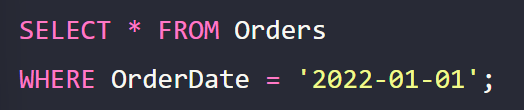 SELECT * FROM Orders
WHERE OrderDate = '2022-01-01';